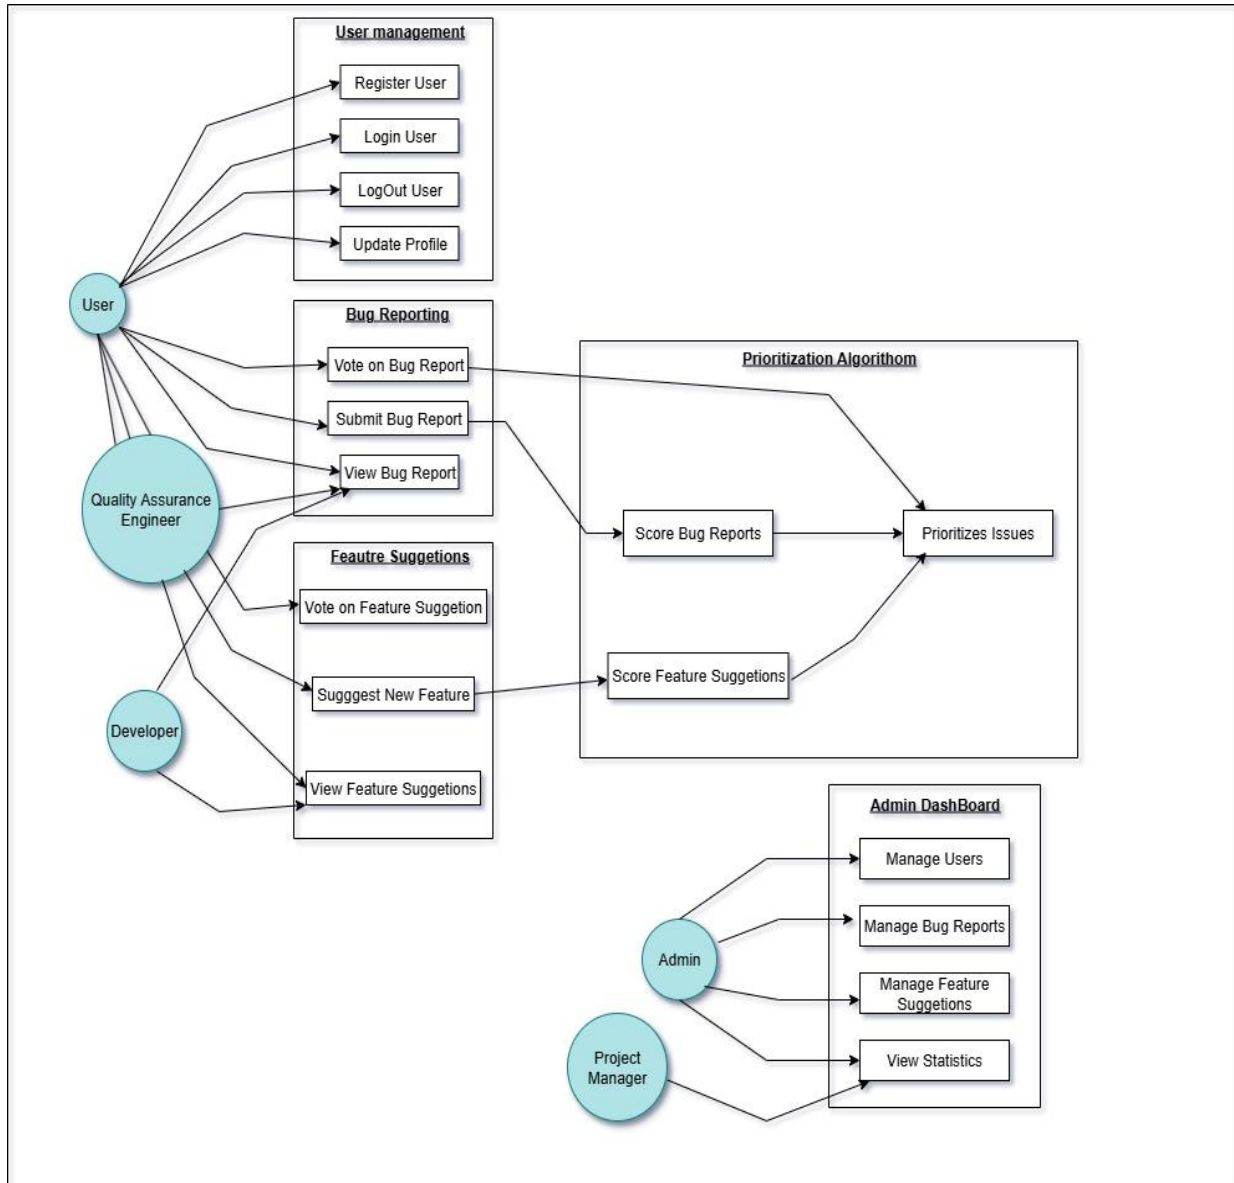 User management
Register User
Login User
LogOut User
Update Profile
User
Bug Reporting
Vote on Bug Report
Submit Bug Report
View Bug Report
Quality Assurance
Engineer
Feautre Suggetions
Vote on Feature Suggetion
Sugggest New Feature
View Feature Suggetions
Developer
Prioritization Algorithom
Score Bug Reports
Prioritizes Issues
Score Feature Suggetions
Admin DashBoard
Manage Users
Manage Bug Reports
Manage Feature
Suggetions
View Statistics
Admin
Project
Manager